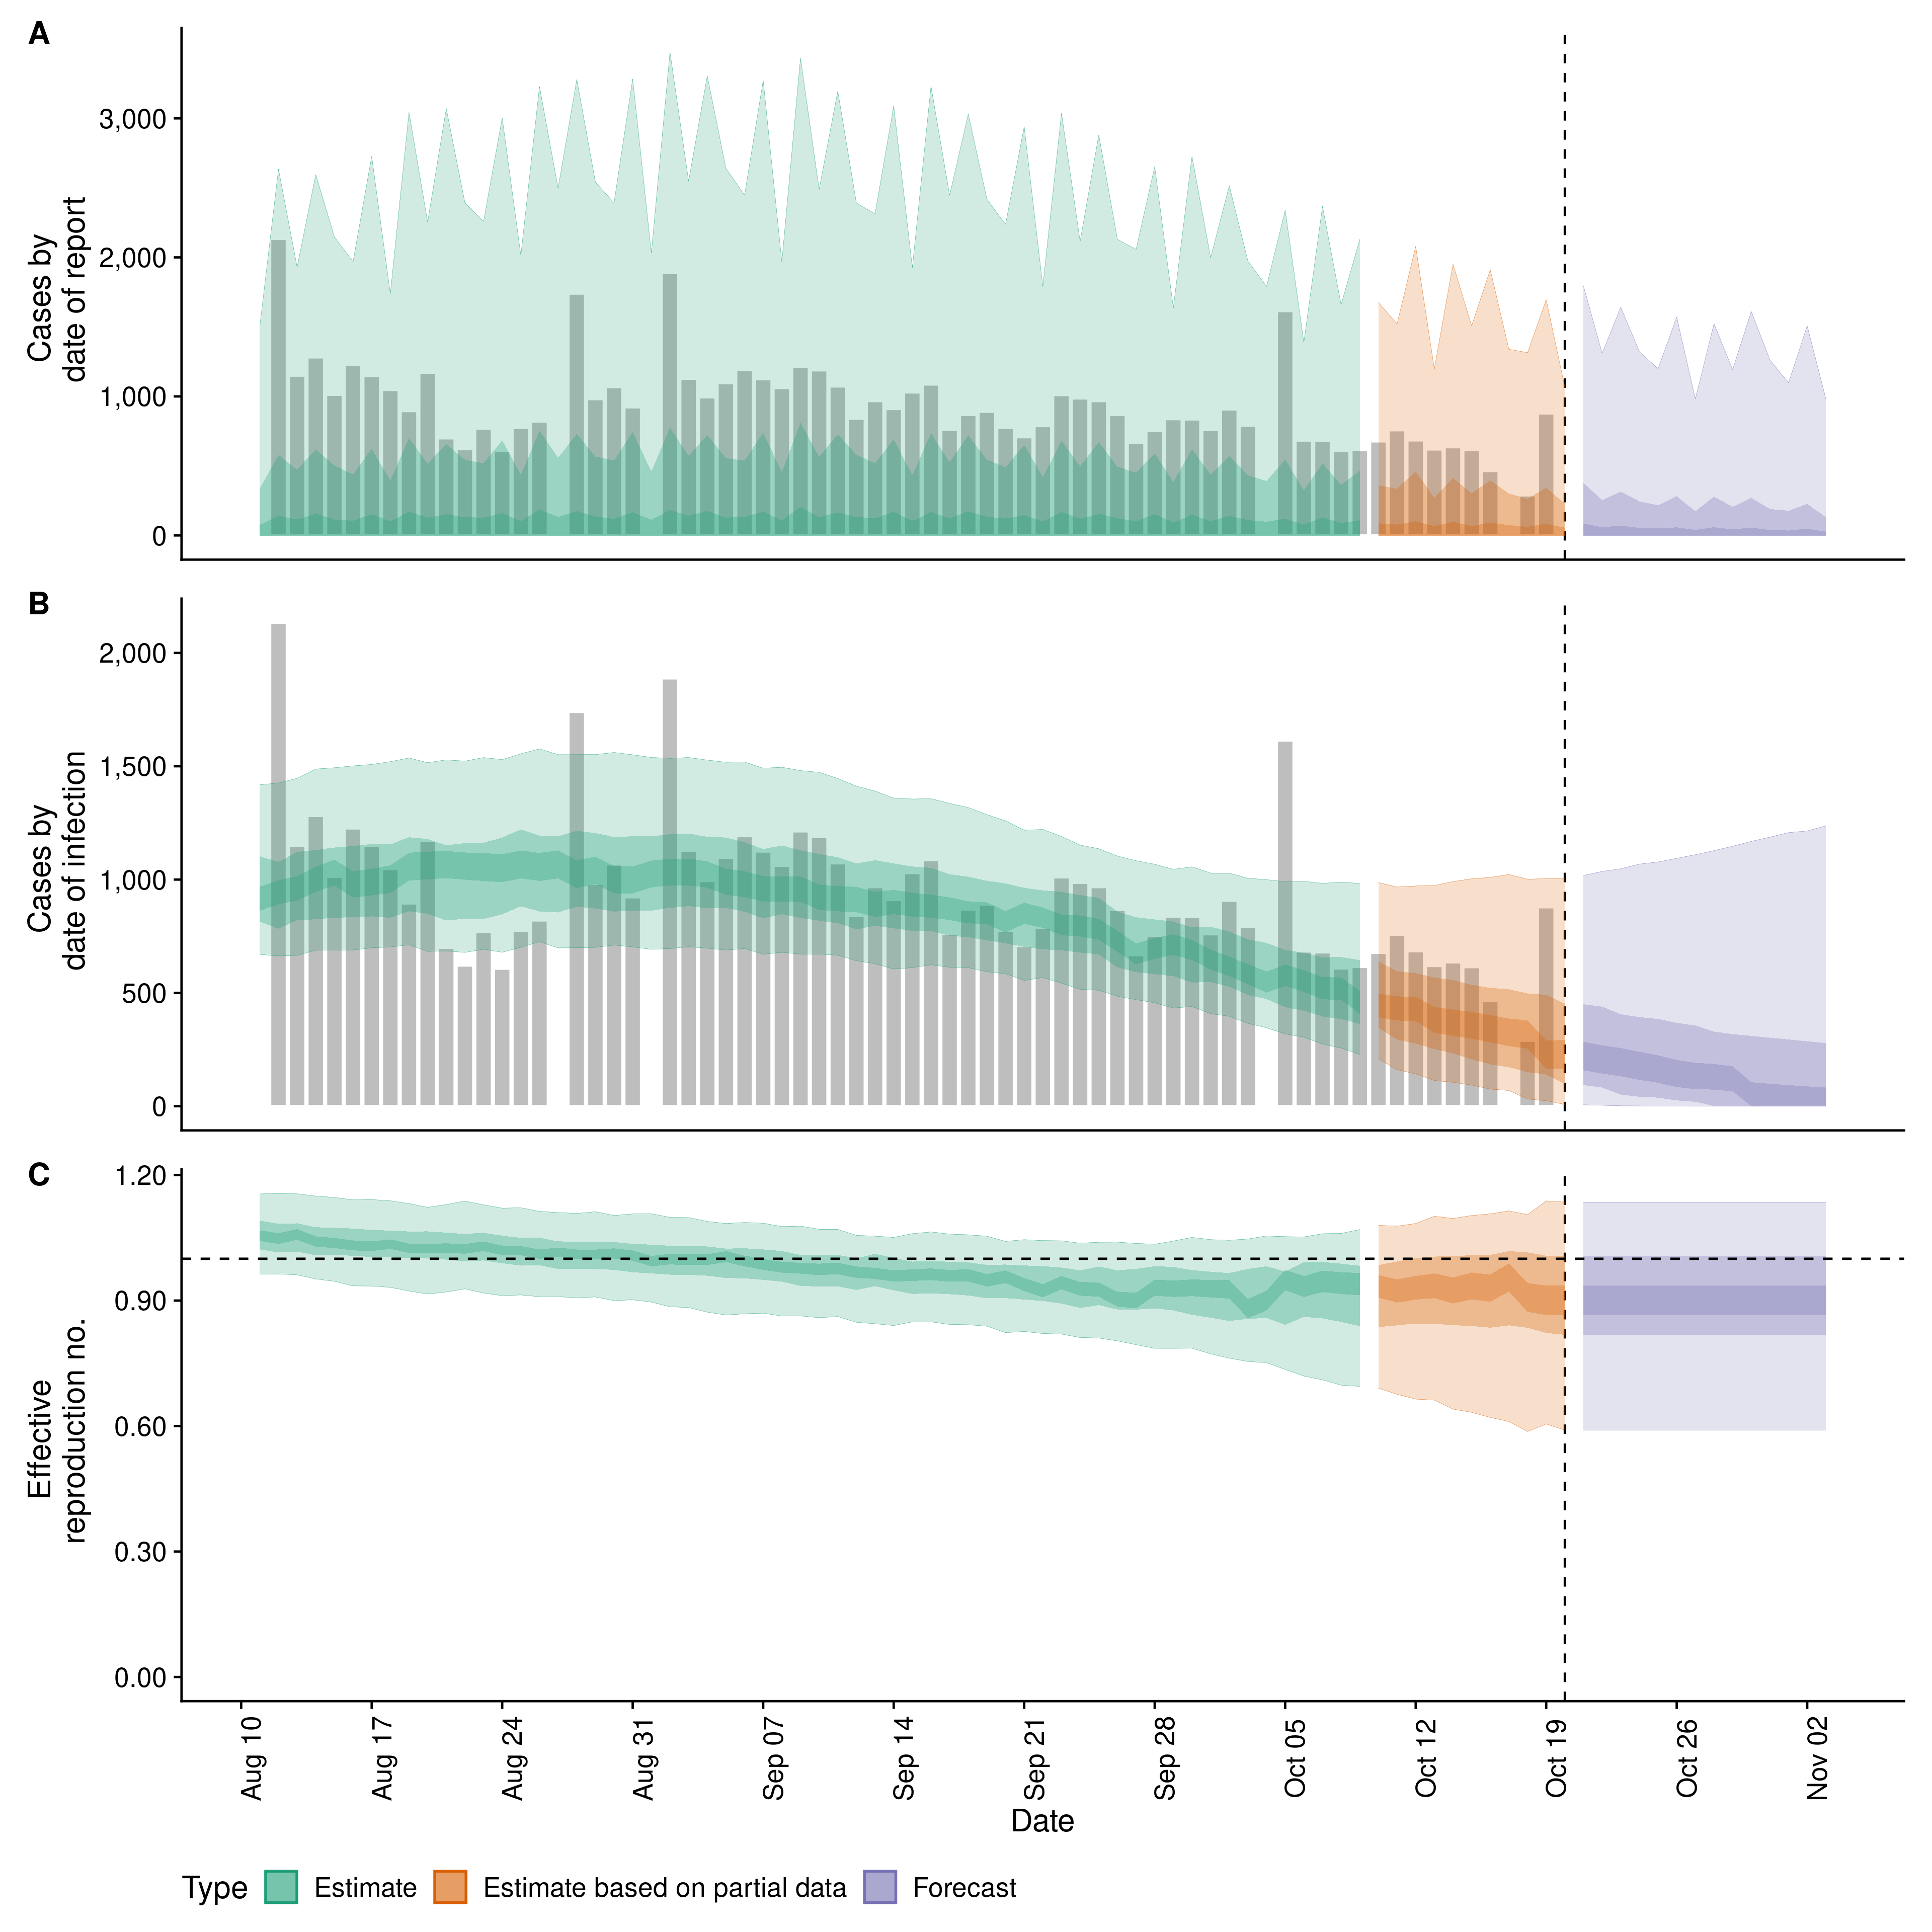 A
Cases by
date of report
3,000
2,000
1,000
0
B
Cases by
date of infection
2,000
1,500
1,000
500
0
C
Effective
reproduction no.
1.20
0.90
0.60
0.30
0.00
Aug 10
Aug 17
Aug 24
Aug 31
Sep 07
Sep 14
Sep 21
Sep 28
Oct 05
Oct 12
Oct 19
Oct 26
Nov 02
Date
Type Estimate Estimate based on partial data Forecast